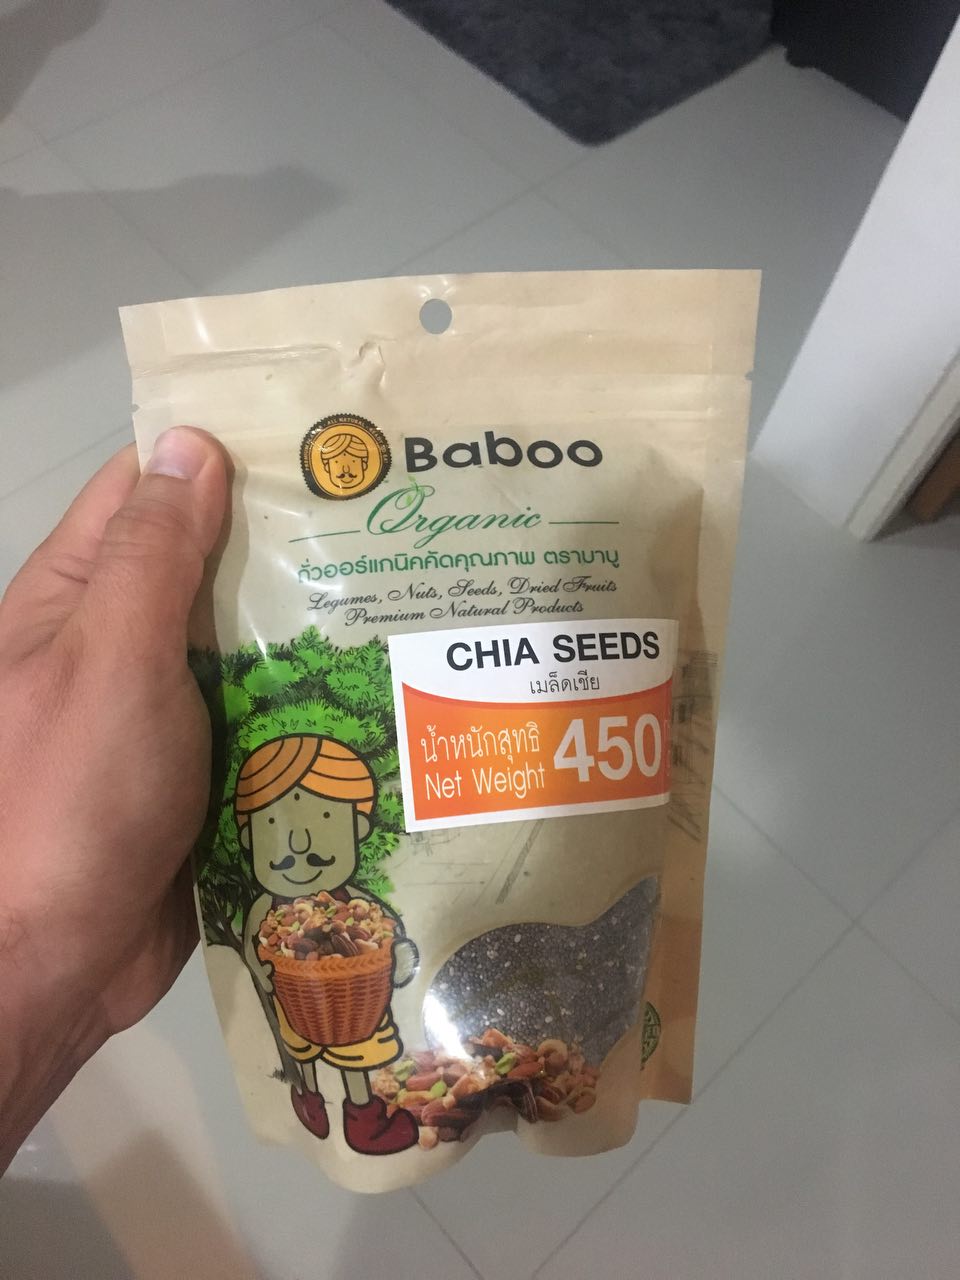 ALL NATURAL
Baboo
Organic
ถั่วออร์แกนิคคัดคุณภาพ ตราบาบู
Legumes, Nuts, Seeds, Dried Fruits
Premium Natural Products
CHIA SEEDS
เมล็ดเชีย
น้ำหนักสุทธิ
Net Weight 450